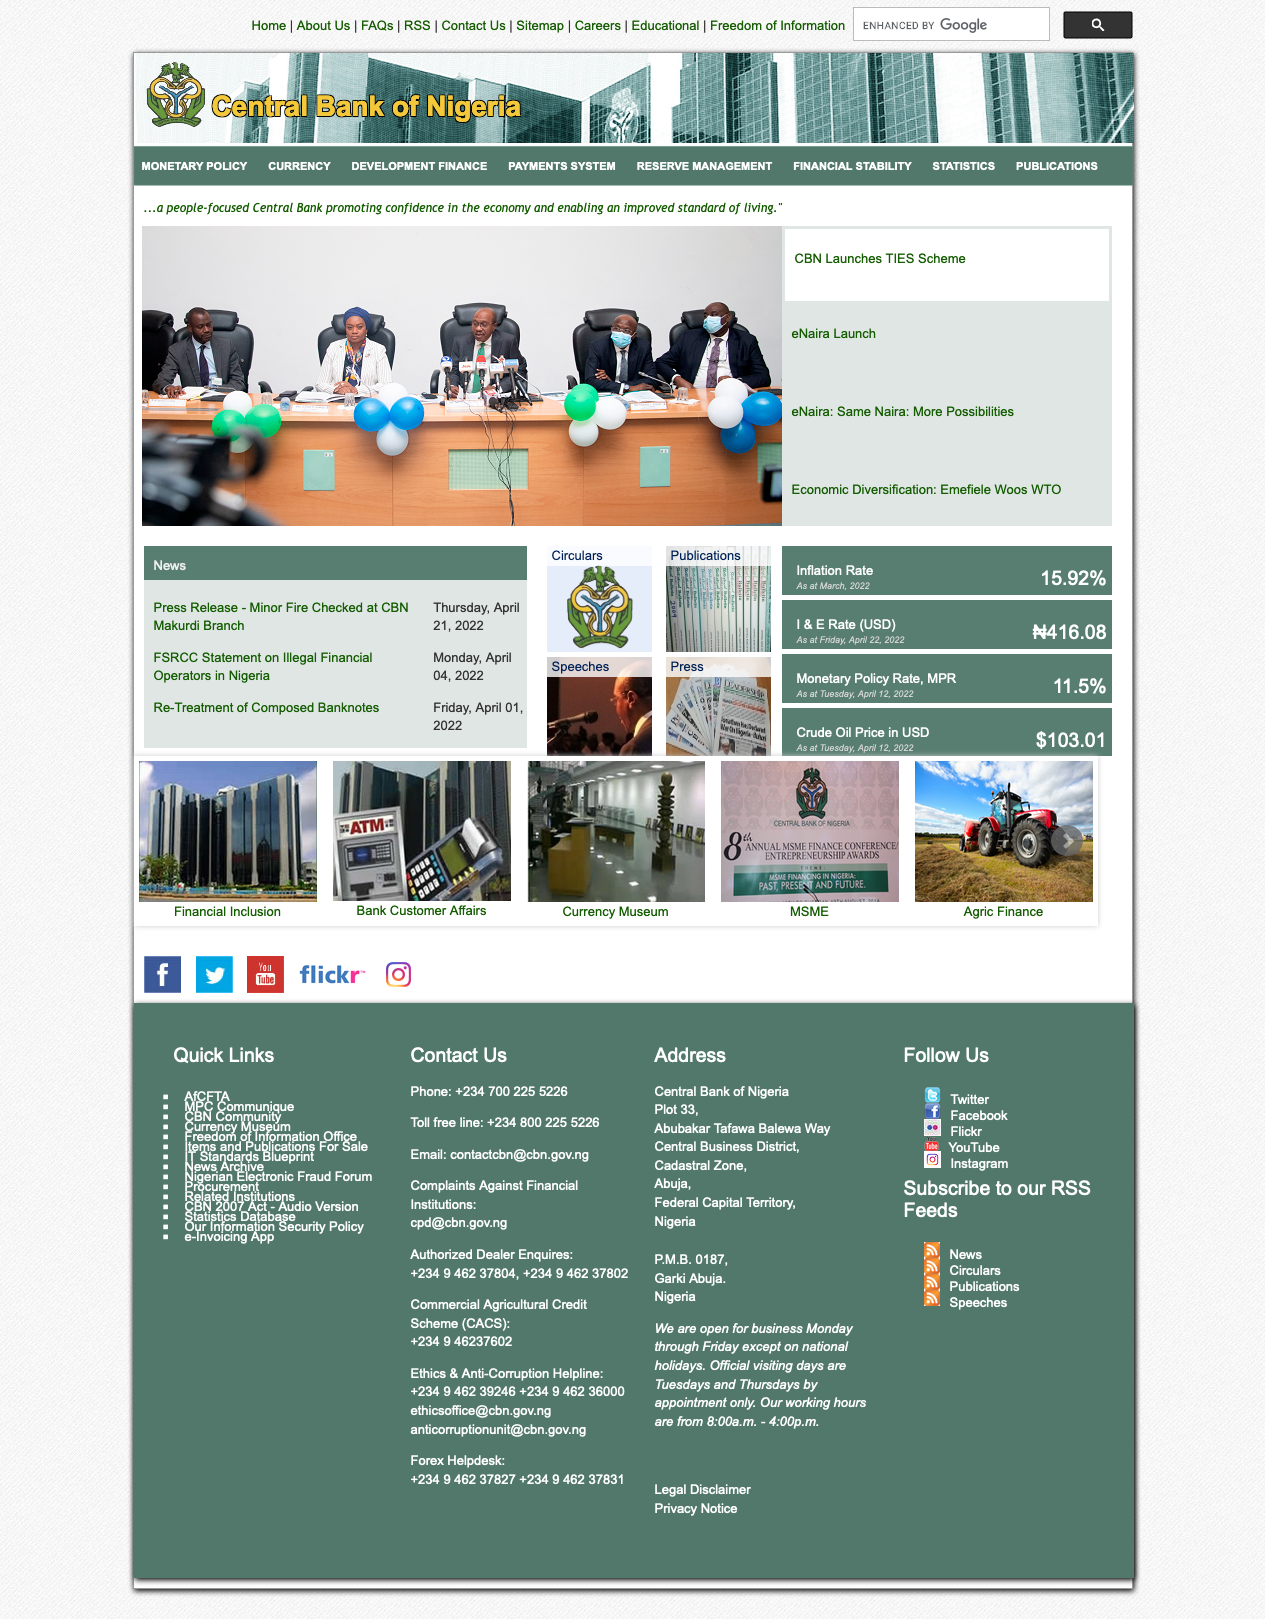 Home | About Us | FAQs | RSS | Contact Us | Sitemap | Careers | Educational | Freedom of Information
ENHANCED BY Google
Central Bank of Nigeria
MONETARY POLICY CURRENCY DEVELOPMENT FINANCE PAYMENTS SYSTEM RESERVE MANAGEMENT FINANCIAL STABILITY STATISTICS PUBLICATIONS
...a people-focused Central Bank promoting confidence in the economy and enabling an improved standard of living."
CBN Launches TIES Scheme
eNaira Launch
eNaira: Same Naira: More Possibilities
Economic Diversification: Emefiele Woos WTO
News
Press Release - Minor Fire Checked at CBN
Makurdi Branch
Thursday, April
21, 2022
FSRCC Statement on Illegal Financial
Operators in Nigeria
Monday, April
04, 2022
Re-Treatment of Composed Banknotes
Friday, April 01,
2022
Circulars
Publications
Speeches
Press
LEADERSHIP
Inflation Rate
As at March, 2022
15.92%
I & E Rate (USD)
As at Friday, April 22, 2022
₦416.08
Monetary Policy Rate, MPR
As at Tuesday, April 12, 2022
11.5%
Crude Oil Price in USD
As at Tuesday, April 12, 2022
$103.01
ATM
CENTRAL BANK OF NIGERIA
8th
ANNUAL MSME FINANCE CONFERENCE/
ENTREPRENEURSHIP AWARDS
THEME:
MSME FINANCING IN NIGERIA:
PAST, PRESENT AND FUTURE.
Financial Inclusion
Bank Customer Affairs
Currency Museum
MSME
Agric Finance
f
You
Tube
flickr
Quick Links
AfCFTA
MPC Communique
CBN Community
Currency Museum
Freedom of Information Office
Items and Publications For Sale
IT Standards Blueprint
News Archive
Nigerian Electronic Fraud Forum
Procurement
Related Institutions
CBN 2007 Act - Audio Version
Statistics Database
Our Information Security Policy
e-Invoicing App
Contact Us
Phone: +234 700 225 5226
Toll free line: +234 800 225 5226
Email: contactcbn@cbn.gov.ng
Complaints Against Financial
Institutions:
cpd@cbn.gov.ng
Authorized Dealer Enquires:
+234 9 462 37804, +234 9 462 37802
Commercial Agricultural Credit
Scheme (CACS):
+234 9 46237602
Ethics & Anti-Corruption Helpline:
+234 9 462 39246 +234 9 462 36000
ethicsoffice@cbn.gov.ng
anticorruptionunit@cbn.gov.ng
Forex Helpdesk:
+234 9 462 37827 +234 9 462 37831
Address
Central Bank of Nigeria
Plot 33,
Abubakar Tafawa Balewa Way
Central Business District,
Cadastral Zone,
Abuja,
Federal Capital Territory,
Nigeria
P.M.B. 0187,
Garki Abuja.
Nigeria
We are open for business Monday
through Friday except on national
holidays. Official visiting days are
Tuesdays and Thursdays by
appointment only. Our working hours
are from 8:00a.m. - 4:00p.m.
Legal Disclaimer
Privacy Notice
Follow Us
Twitter
Facebook
Flickr
YouTube
Instagram
Subscribe to our RSS
Feeds
News
Circulars
Publications
Speeches